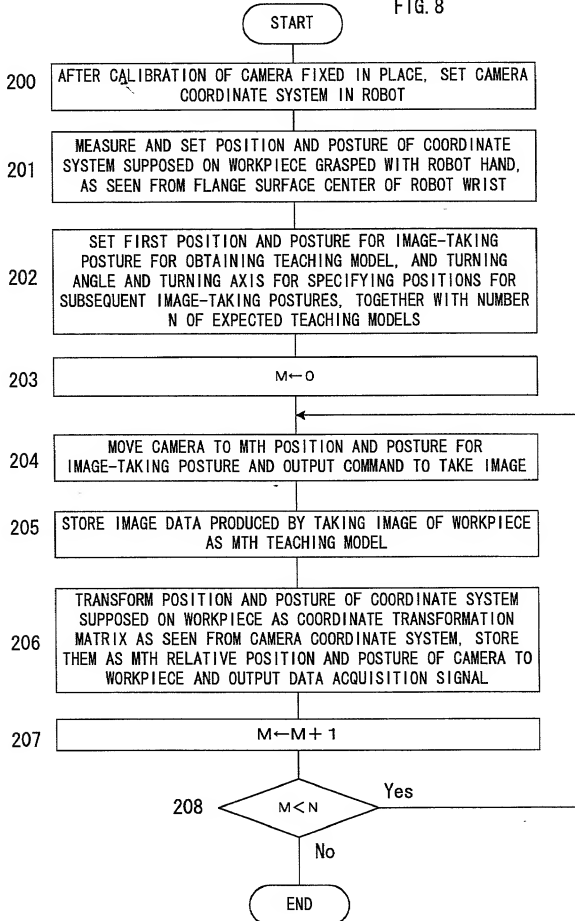 FIG. 8
START
200
AFTER CALIBRATION OF CAMERA FIXED IN PLACE, SET CAMERA
COORDINATE SYSTEM IN ROBOT
201
MEASURE AND SET POSITION AND POSTURE OF COORDINATE
SYSTEM SUPPOSED ON WORKPIECE GRASPED WITH ROBOT HAND,
AS SEEN FROM FLANGE SURFACE CENTER OF ROBOT WRIST
202
SET FIRST POSITION AND POSTURE FOR IMAGE-TAKING
POSTURE FOR OBTAINING TEACHING MODEL, AND TURNING
ANGLE AND TURNING AXIS FOR SPECIFYING POSITIONS FOR
SUBSEQUENT IMAGE-TAKING POSTURES, TOGETHER WITH NUMBER
N OF EXPECTED TEACHING MODELS
203
M←0
204
MOVE CAMERA TO MTH POSITION AND POSTURE FOR
IMAGE-TAKING POSTURE AND OUTPUT COMMAND TO TAKE IMAGE
205
STORE IMAGE DATA PRODUCED BY TAKING IMAGE OF WORKPIECE
AS MTH TEACHING MODEL
206
TRANSFORM POSITION AND POSTURE OF COORDINATE SYSTEM
SUPPOSED ON WORKPIECE AS COORDINATE TRANSFORMATION
MATRIX AS SEEN FROM CAMERA COORDINATE SYSTEM, STORE
THEM AS MTH RELATIVE POSITION AND POSTURE OF CAMERA TO
WORKPIECE AND OUTPUT DATA ACQUISITION SIGNAL
207
M←M+1
208
M<N
Yes
No
END